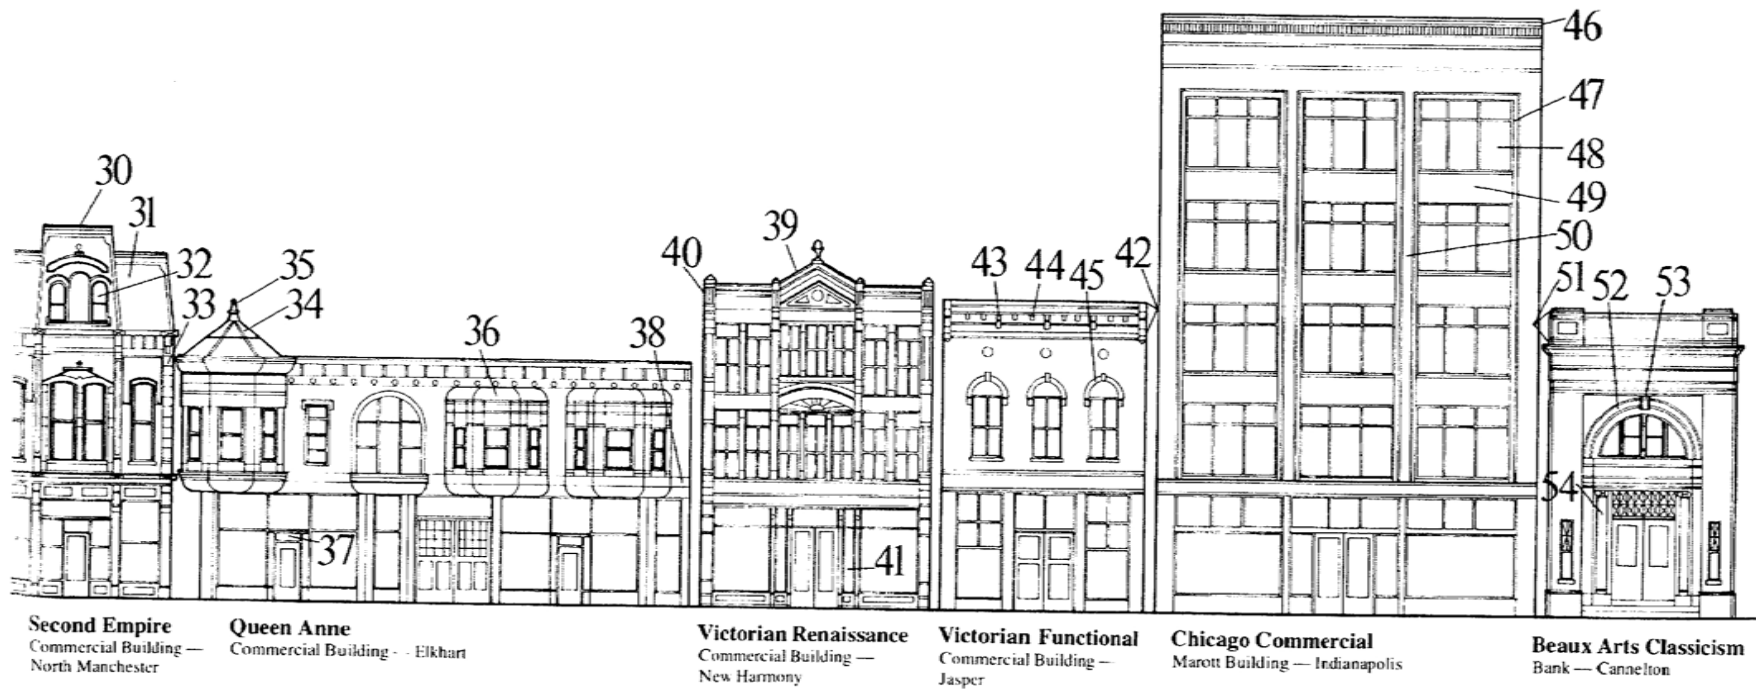 30
31
32
33
34
35
36
37
38
39
40
41
42
43
44
45
46
47
48
49
50
51
52
53
54
Second Empire
Commercial Building —
North Manchester
Queen Anne
Commercial Building - - Elkhart
Victorian Renaissance
Commercial Building —
New Harmony
Victorian Functional
Commercial Building —
Jasper
Chicago Commercial
Marott Building — Indianapolis
Beaux Arts Classicism
Bank — Cannelton